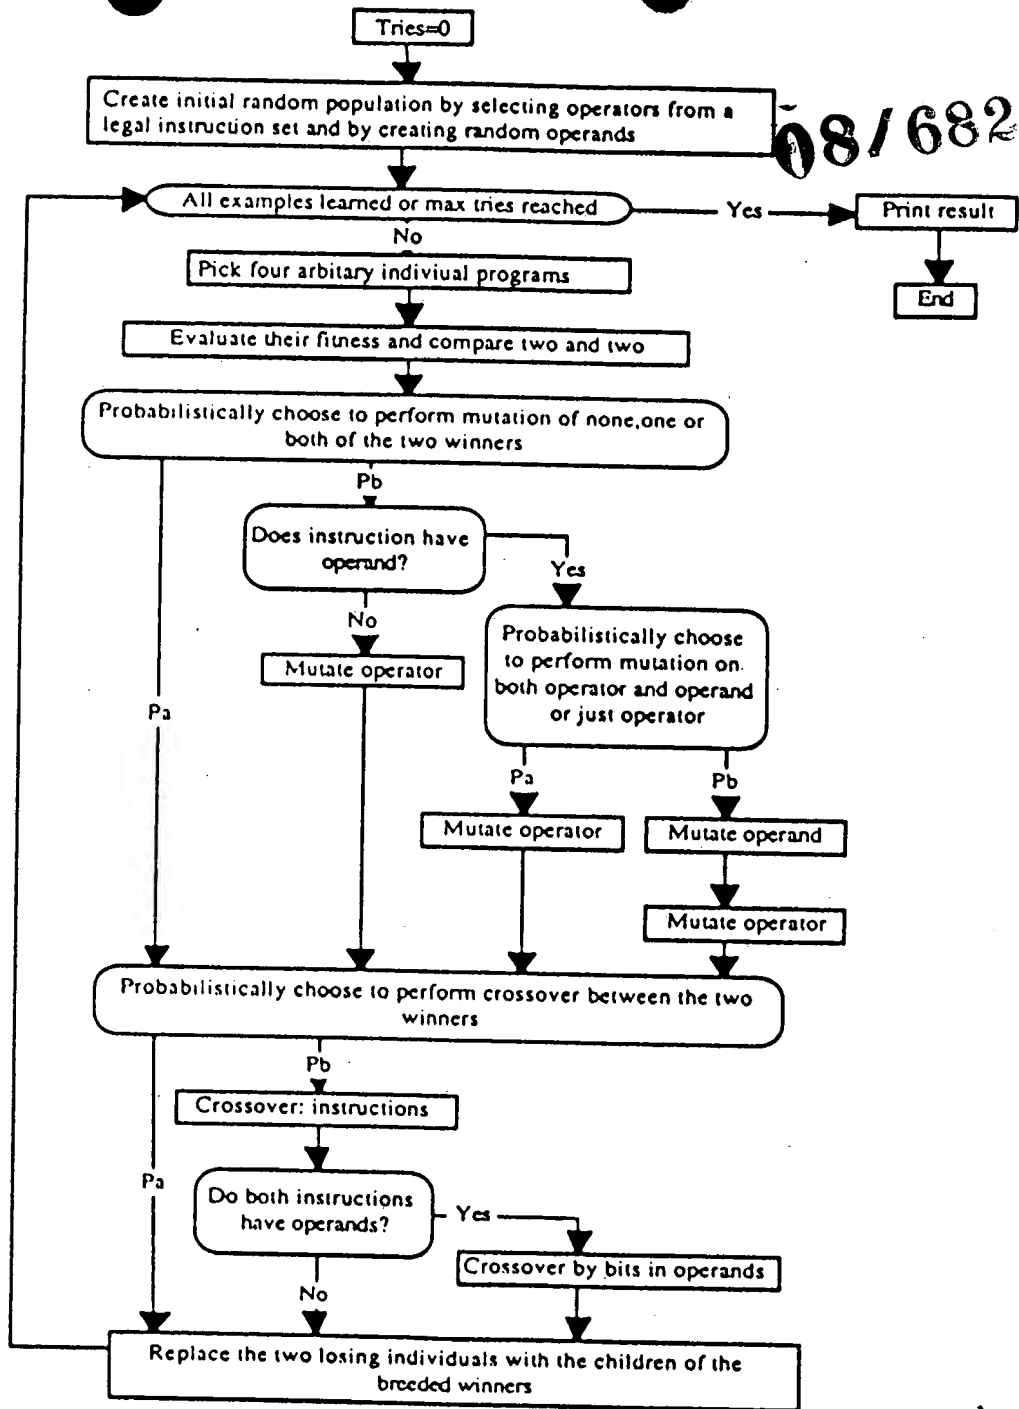 Tries=0
Create initial random population by selecting operators from a
legal instruction set and by creating random operands
08/682
All examples learned or max tries reached
Yes
Print result
No
End
Pick four arbitary indiviual programs
Evaluate their fitness and compare two and two
Probabilistically choose to perform mutation of none,one or
both of the two winners
Pb
Does instruction have
operand?
Yes
No
Mutate operator
Probabilistically choose
to perform mutation on
both operator and operand
or just operator
Pa
Pa
Pb
Mutate operator
Mutate operand
Mutate operator
Probabilistically choose to perform crossover between the two
winners
Pb
Crossover: instructions
Pa
Do both instructions
have operands?
Yes
Crossover by bits in operands
No
Replace the two losing individuals with the children of the
breeded winners